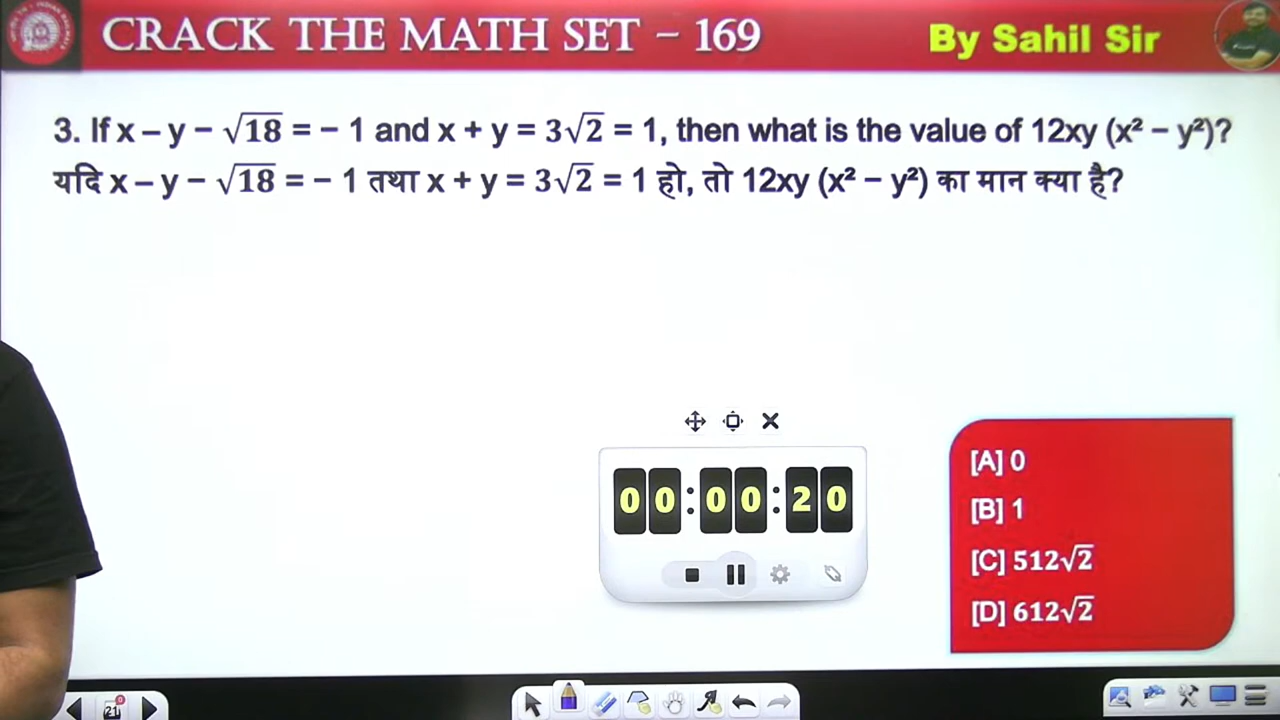 CRACK THE MATH SET – 169
By Sahil Sir
3. If x – y – √18 = – 1 and x + y = 3√2 = 1, then what is the value of 12xy (x² – y²)?
यदि x – y – √18 = – 1 तथा x + y = 3√2 = 1 हो, तो 12xy (x² – y²) का मान क्या है?
00:00:20
[A] 0
[B] 1
[C] 512√2
[D] 612√2
21